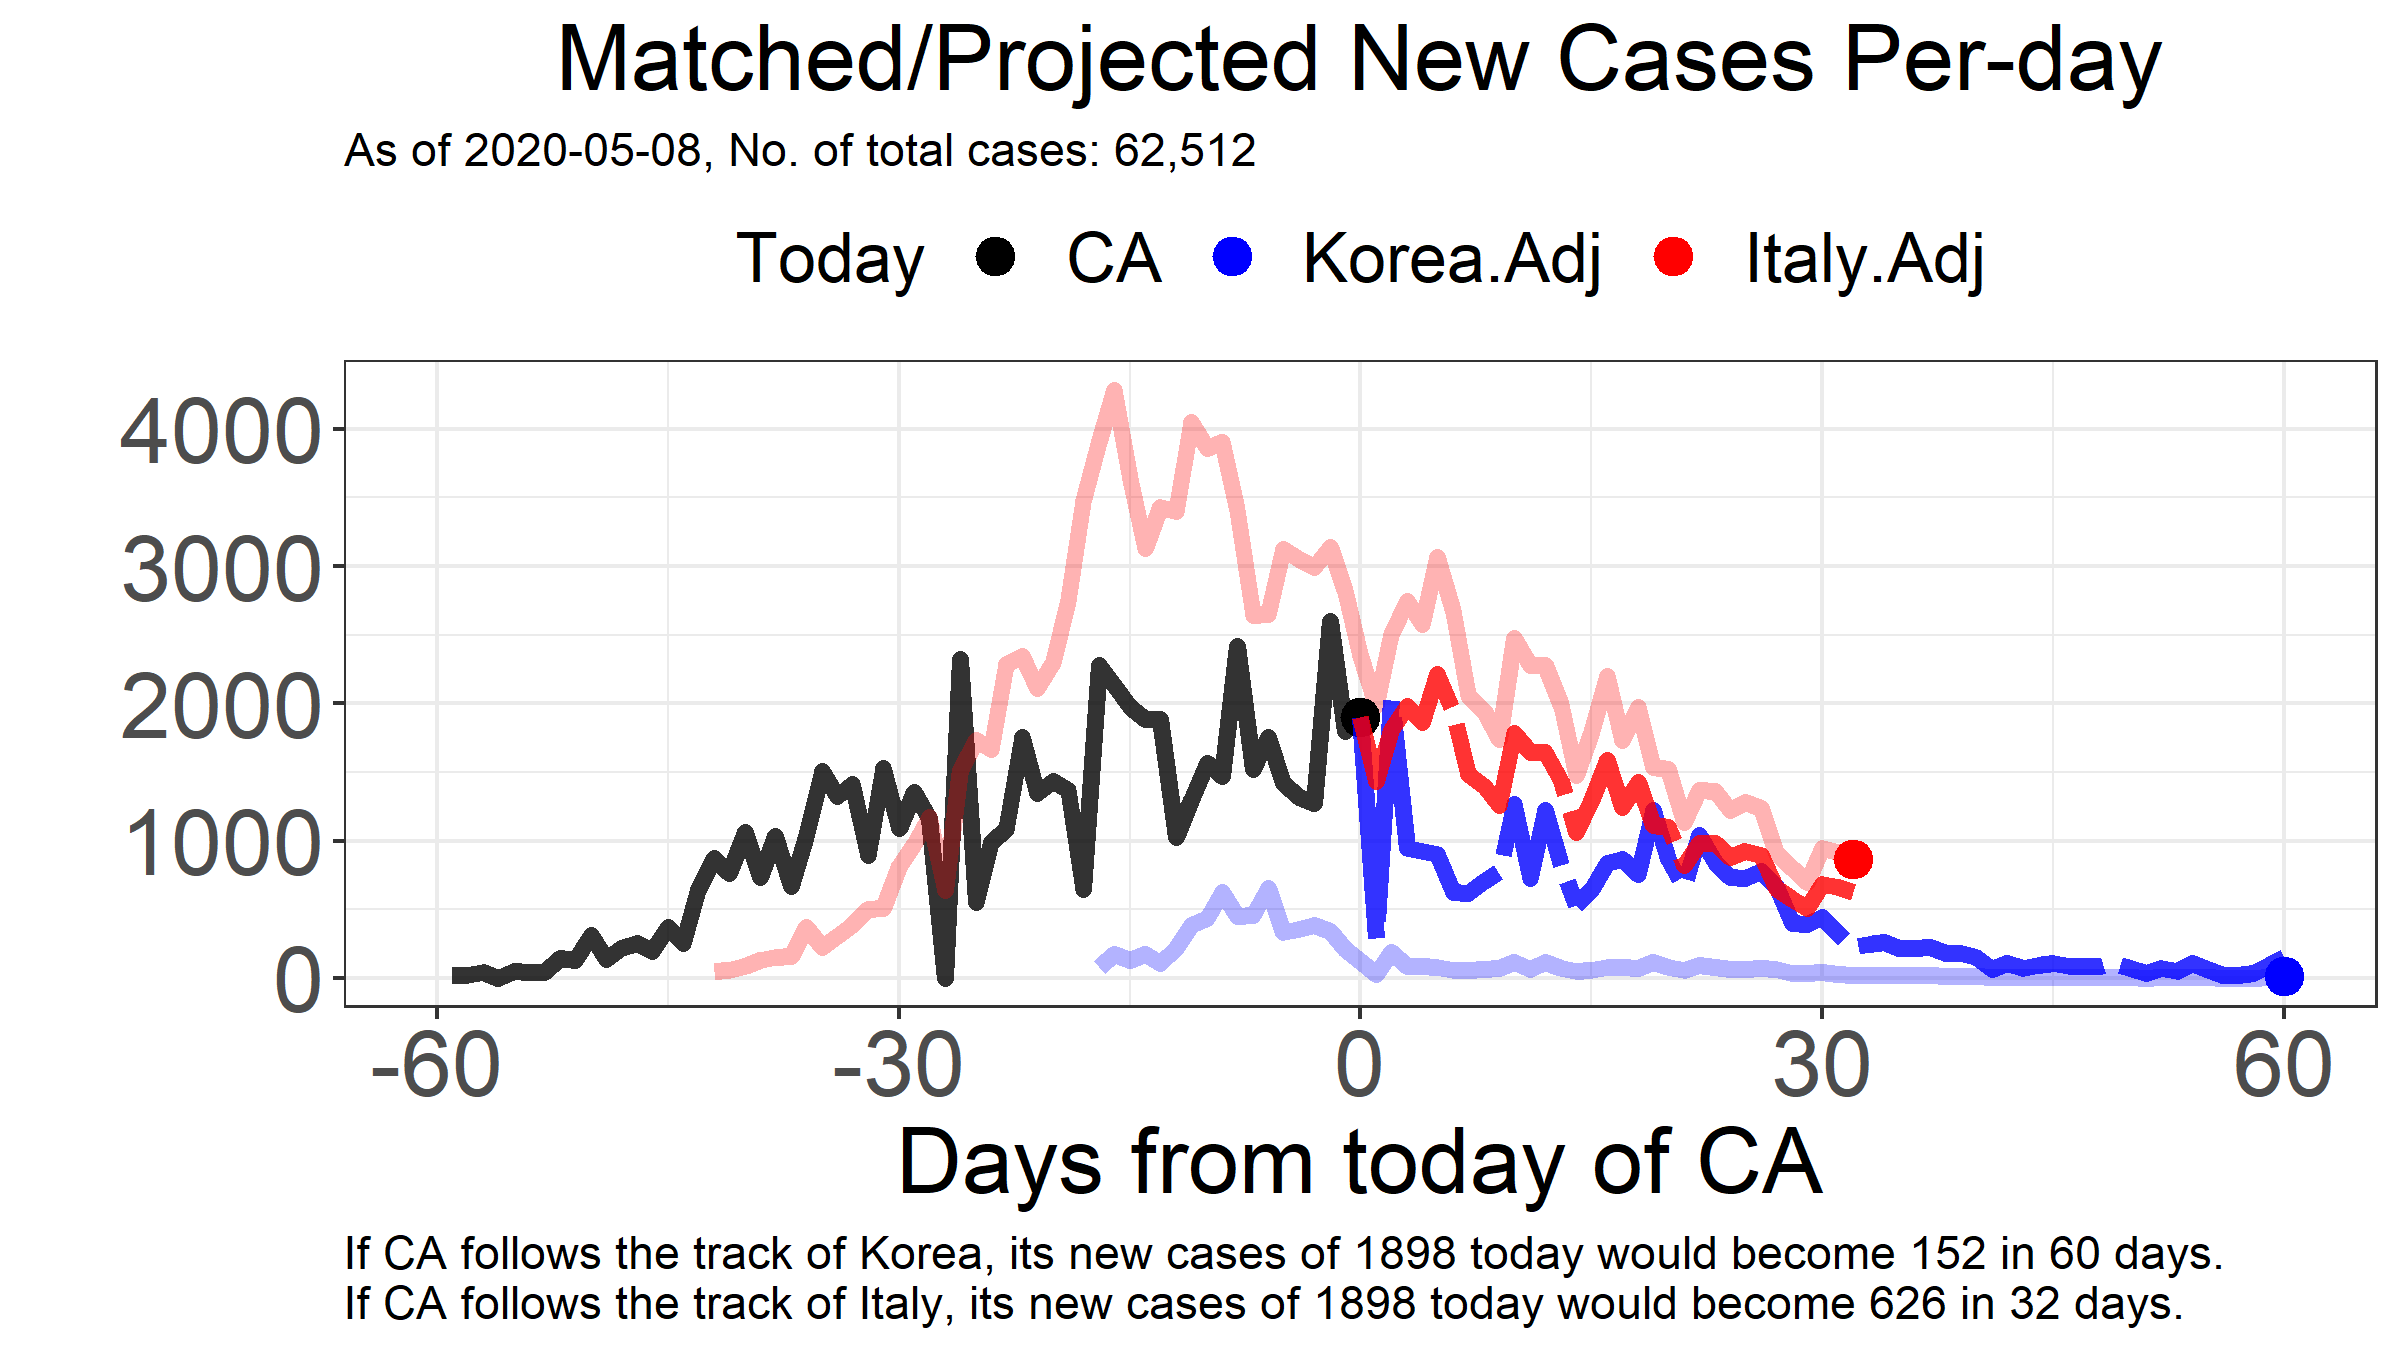 Matched/Projected New Cases Per-day
As of 2020-05-08, No. of total cases: 62,512
Today CA Korea.Adj Italy.Adj
4000
3000
2000
1000
0
-60 -30 0 30 60
Days from today of CA
If CA follows the track of Korea, its new cases of 1898 today would become 152 in 60 days.
If CA follows the track of Italy, its new cases of 1898 today would become 626 in 32 days.